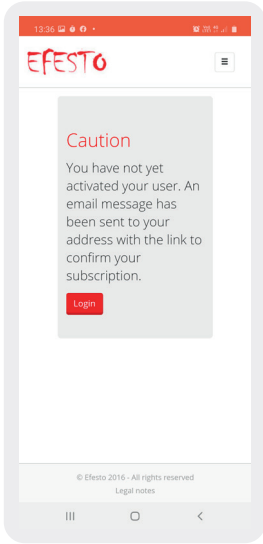 13:36
EFESTO
Caution
You have not yet
activated your user. An
email message has
been sent to your
address with the link to
confirm your
subscription.
Login
© Efesto 2016 - All rights reserved
Legal notes